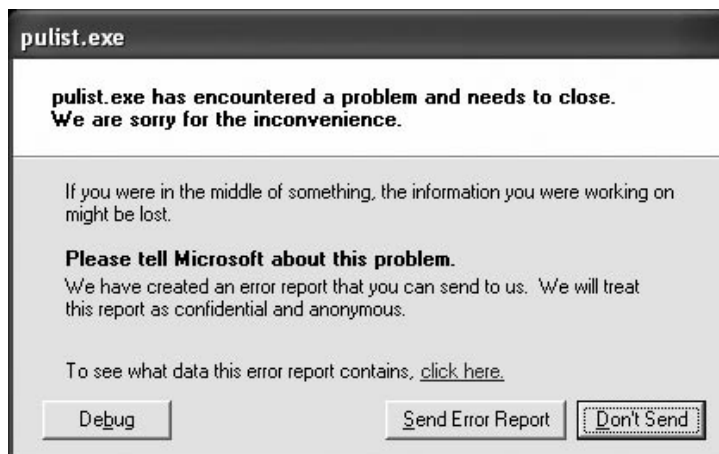 pulist.exe
pulist.exe has encountered a problem and needs to close.
We are sorry for the inconvenience.
If you were in the middle of something, the information you were working on
might be lost.
Please tell Microsoft about this problem.
We have created an error report that you can send to us. We will treat
this report as confidential and anonymous.
To see what data this error report contains, click here.
Debug
Send Error Report
Don't Send